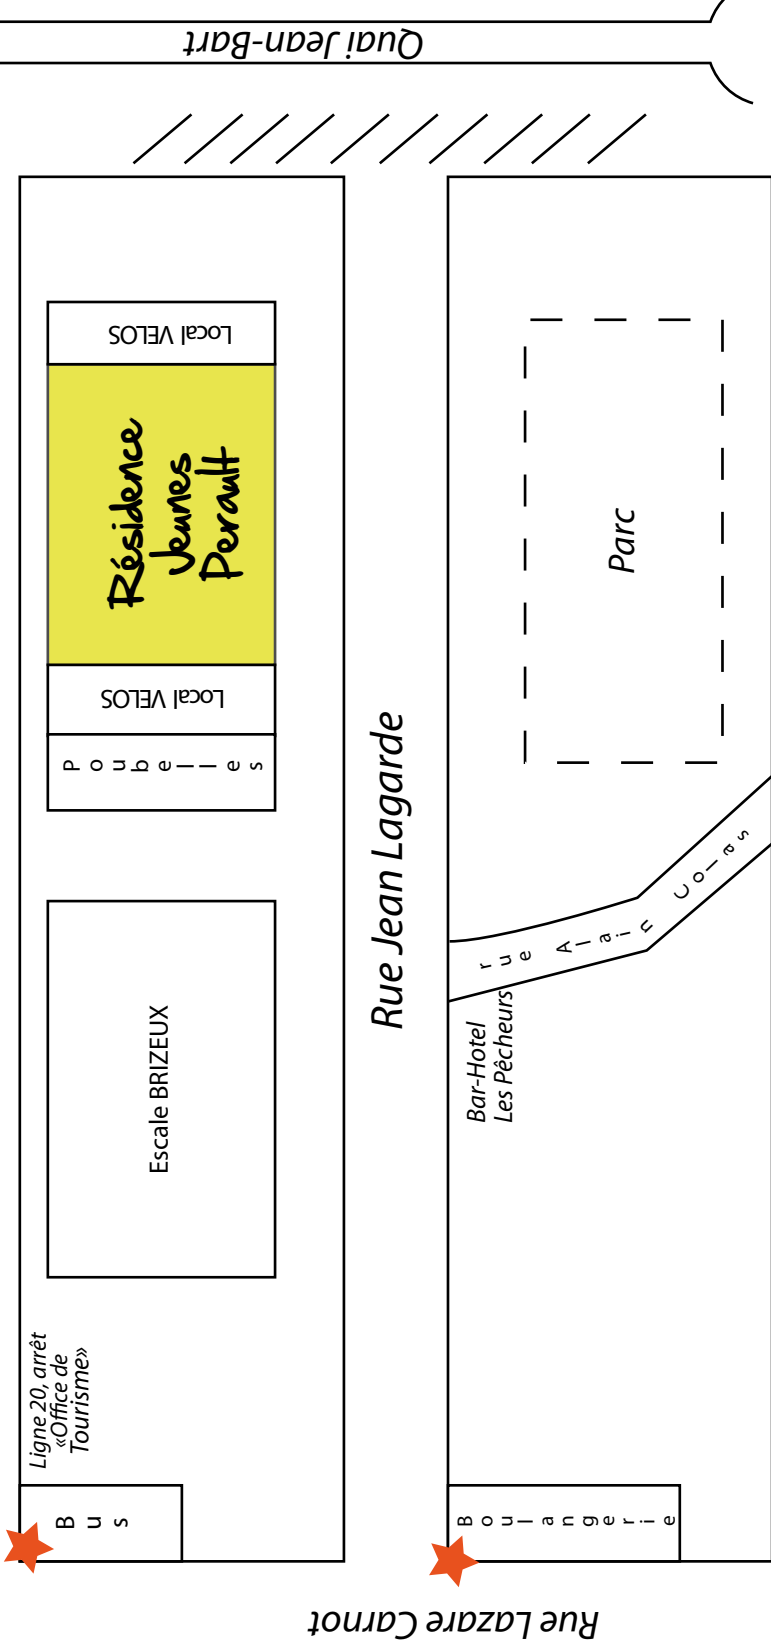 Quai Jean-Bart
Local VELOS
Résidence
Jeunes
Perault
Local VELOS
Poubelles
Parc
Rue Jean Lagarde
rue Alain Colas
Escale BRIZEUX
Bar-Hotel
Les Pêcheurs
Ligne 20, arrêt
«Office de
Tourisme»
Bus
Boulangerie
Rue Lazare Carnot